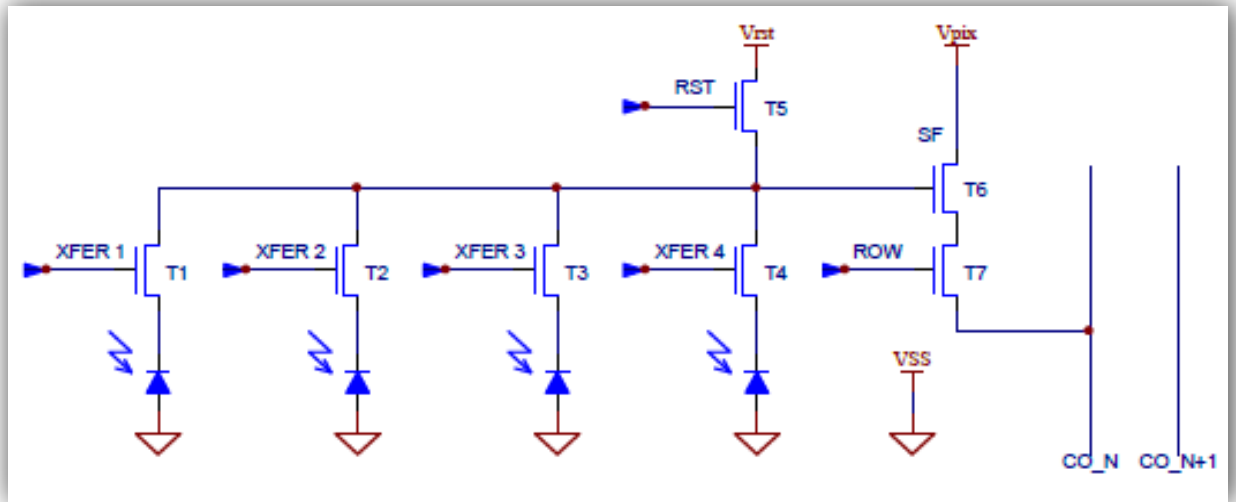 Vrst Vpix
RST T5
SF
T6
XFER 1 XFER 2 XFER 3 XFER 4 ROW
T1 T2 T3 T4 T7
VSS
CO_N CO_N+1